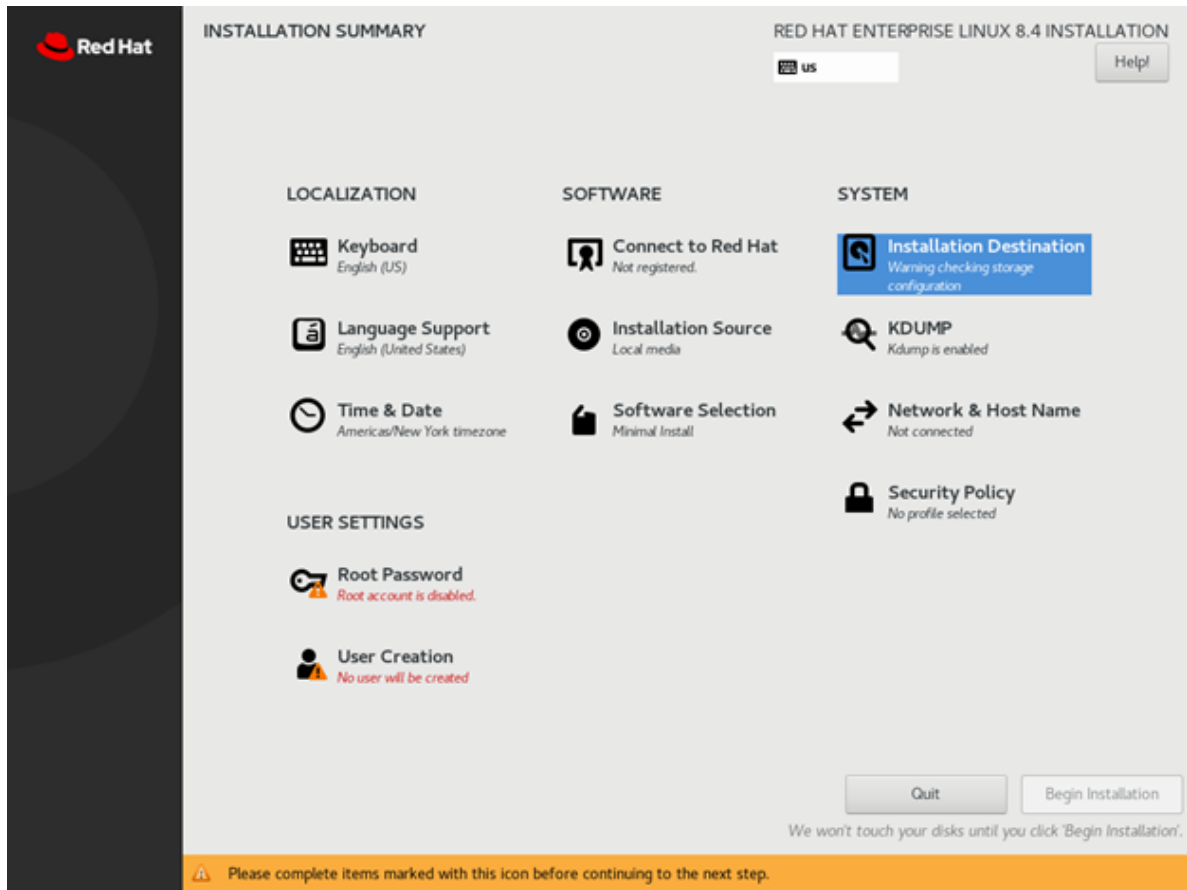 Red Hat
INSTALLATION SUMMARY
RED HAT ENTERPRISE LINUX 8.4 INSTALLATION
us
Help!
LOCALIZATION
Keyboard
English (US)
Language Support
English (United States)
Time & Date
Americas/New York timezone
SOFTWARE
Connect to Red Hat
Not registered.
Installation Source
Local media
Software Selection
Minimal Install
SYSTEM
Installation Destination
Warning checking storage
configuration
KDUMP
Kdump is enabled
Network & Host Name
Not connected
Security Policy
No profile selected
USER SETTINGS
Root Password
Root account is disabled.
User Creation
No user will be created
Quit
Begin Installation
We won't touch your disks until you click 'Begin Installation'.
Please complete items marked with this icon before continuing to the next step.